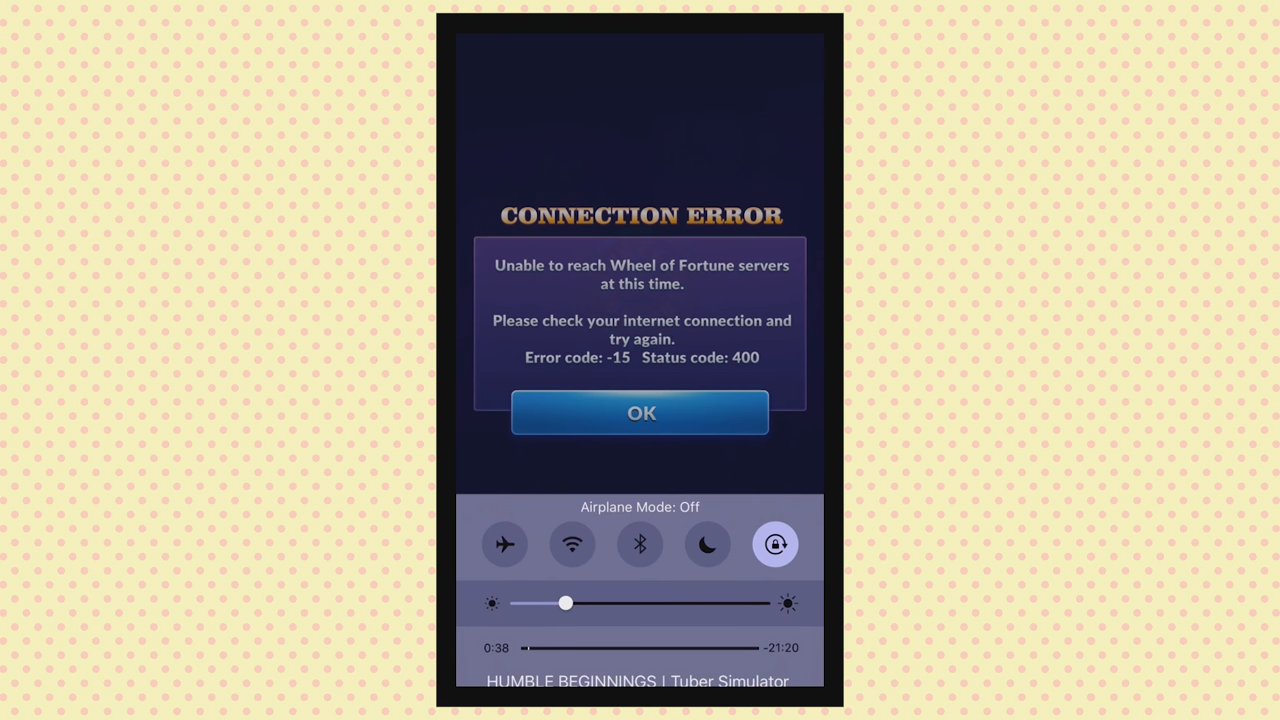 CONNECTION ERROR
Unable to reach Wheel of Fortune servers
at this time.
Please check your internet connection and
try again.
Error code: -15 Status code: 400
OK
Airplane Mode: Off
0:38 -21:20
HUMBLE BEGINNINGS | Tuber Simulator